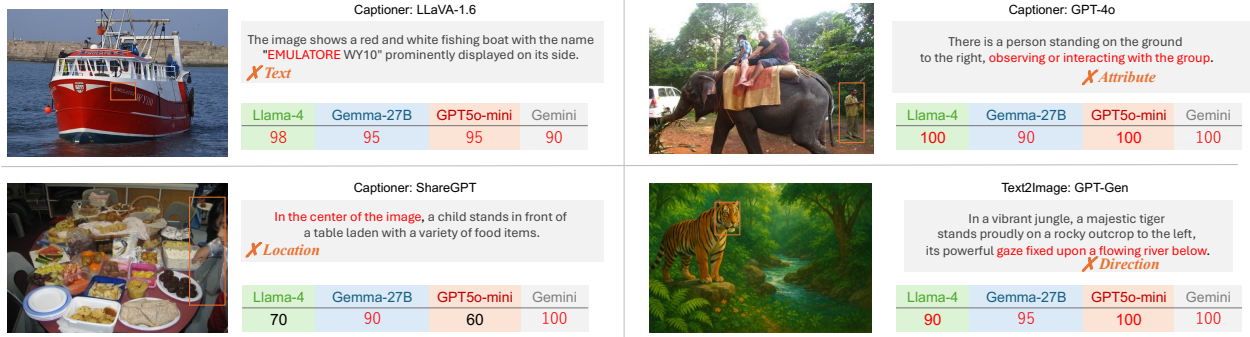 Captioner: LLaVA-1.6
The image shows a red and white fishing boat with the name
"EMULATORE WY10" prominently displayed on its side.
✗ Text
Llama-4 Gemma-27B GPT5o-mini Gemini
98 95 95 90
Captioner: GPT-4o
There is a person standing on the ground
to the right, observing or interacting with the group.
✗ Attribute
Llama-4 Gemma-27B GPT5o-mini Gemini
100 90 100 100
Captioner: ShareGPT
In the center of the image, a child stands in front of
a table laden with a variety of food items.
✗ Location
Llama-4 Gemma-27B GPT5o-mini Gemini
70 90 60 100
Text2Image: GPT-Gen
In a vibrant jungle, a majestic tiger
stands proudly on a rocky outcrop to the left,
its powerful gaze fixed upon a flowing river below.
✗ Direction
Llama-4 Gemma-27B GPT5o-mini Gemini
90 95 100 100